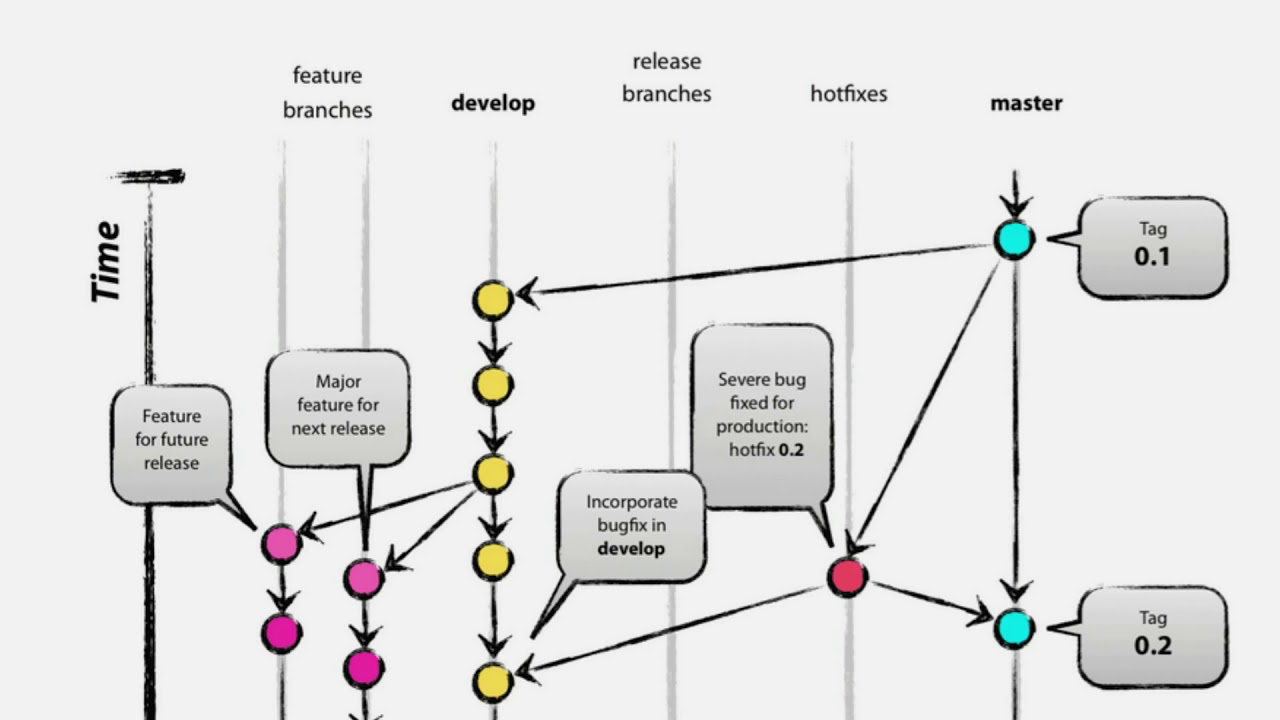 feature
branches
develop
release
branches
hotfixes
master
Time
Tag
0.1
Feature
for future
release
Major
feature for
next release
Severe bug
fixed for
production:
hotfix 0.2
Incorporate
bugfix in
develop
Tag
0.2